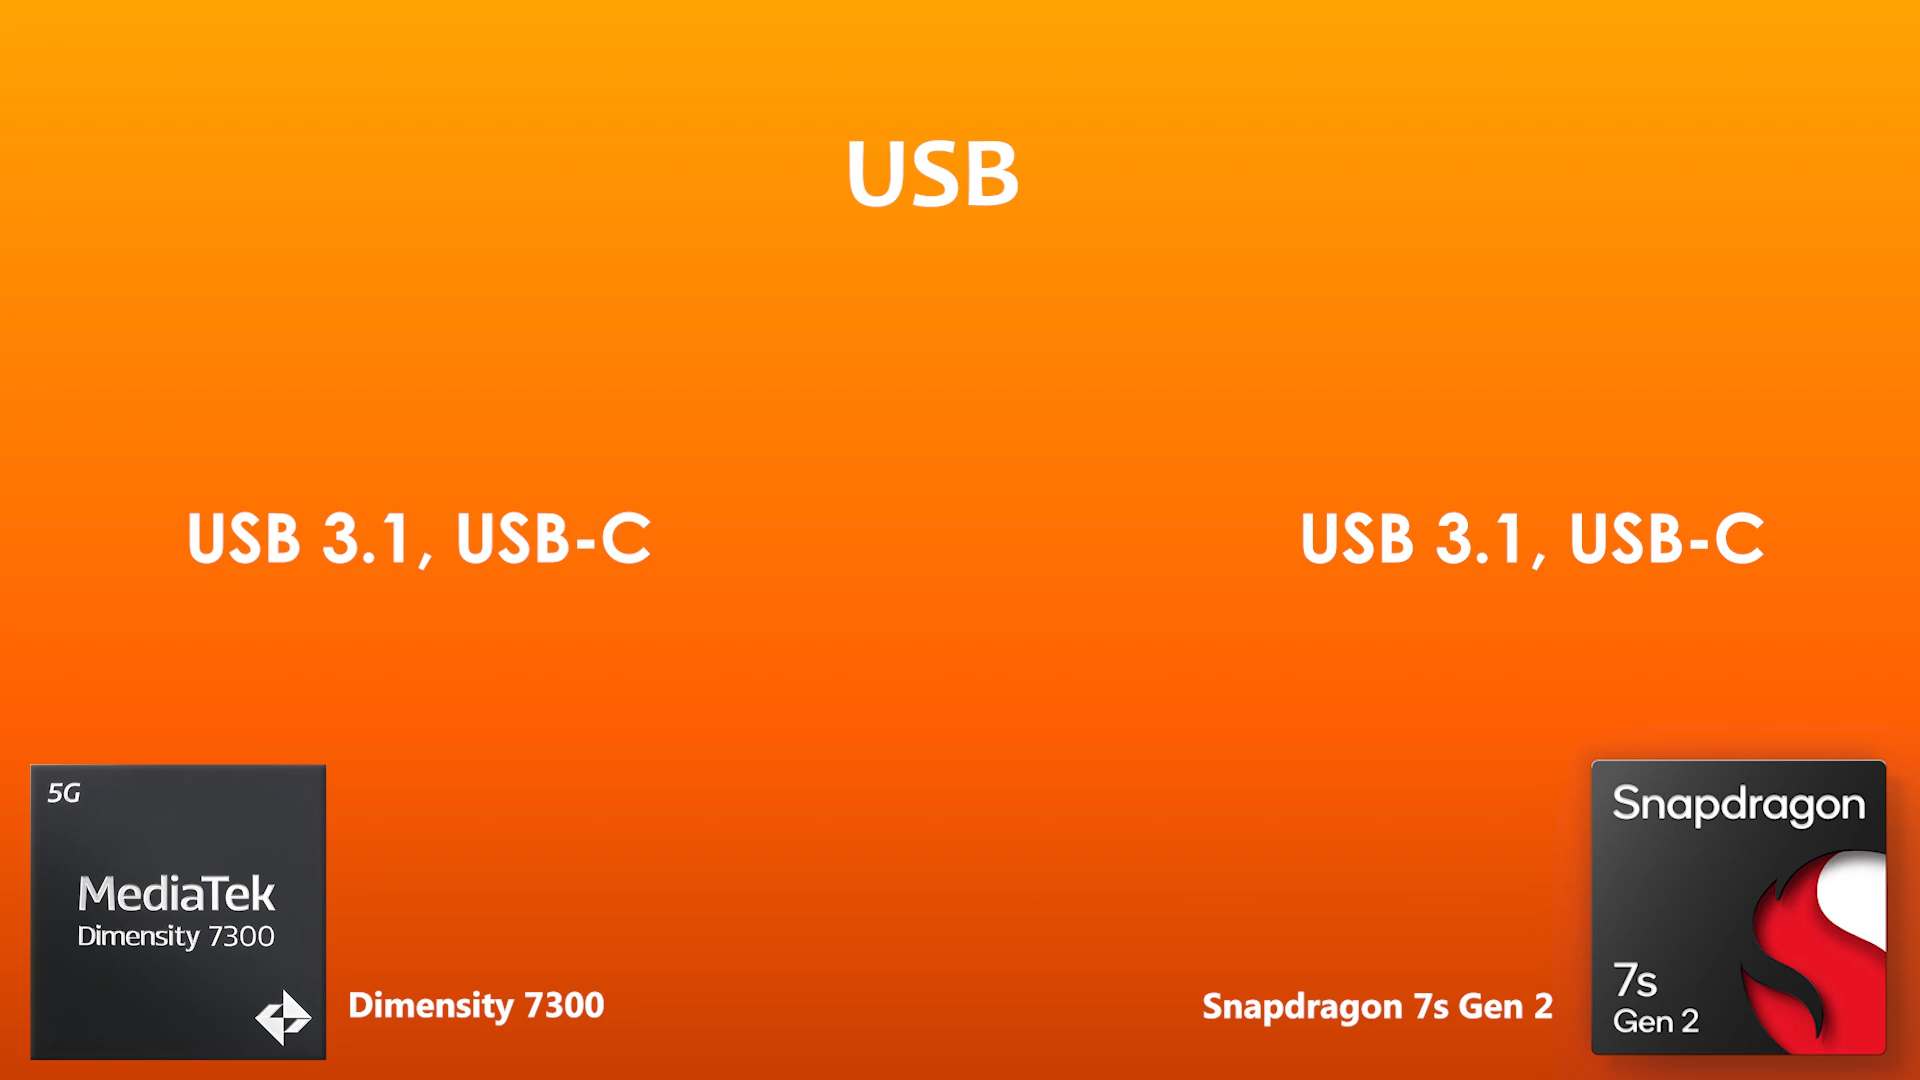 USB
USB 3.1, USB-C
USB 3.1, USB-C
5G
MediaTek
Dimensity 7300
Dimensity 7300
Snapdragon 7s Gen 2
Snapdragon
7s
Gen 2